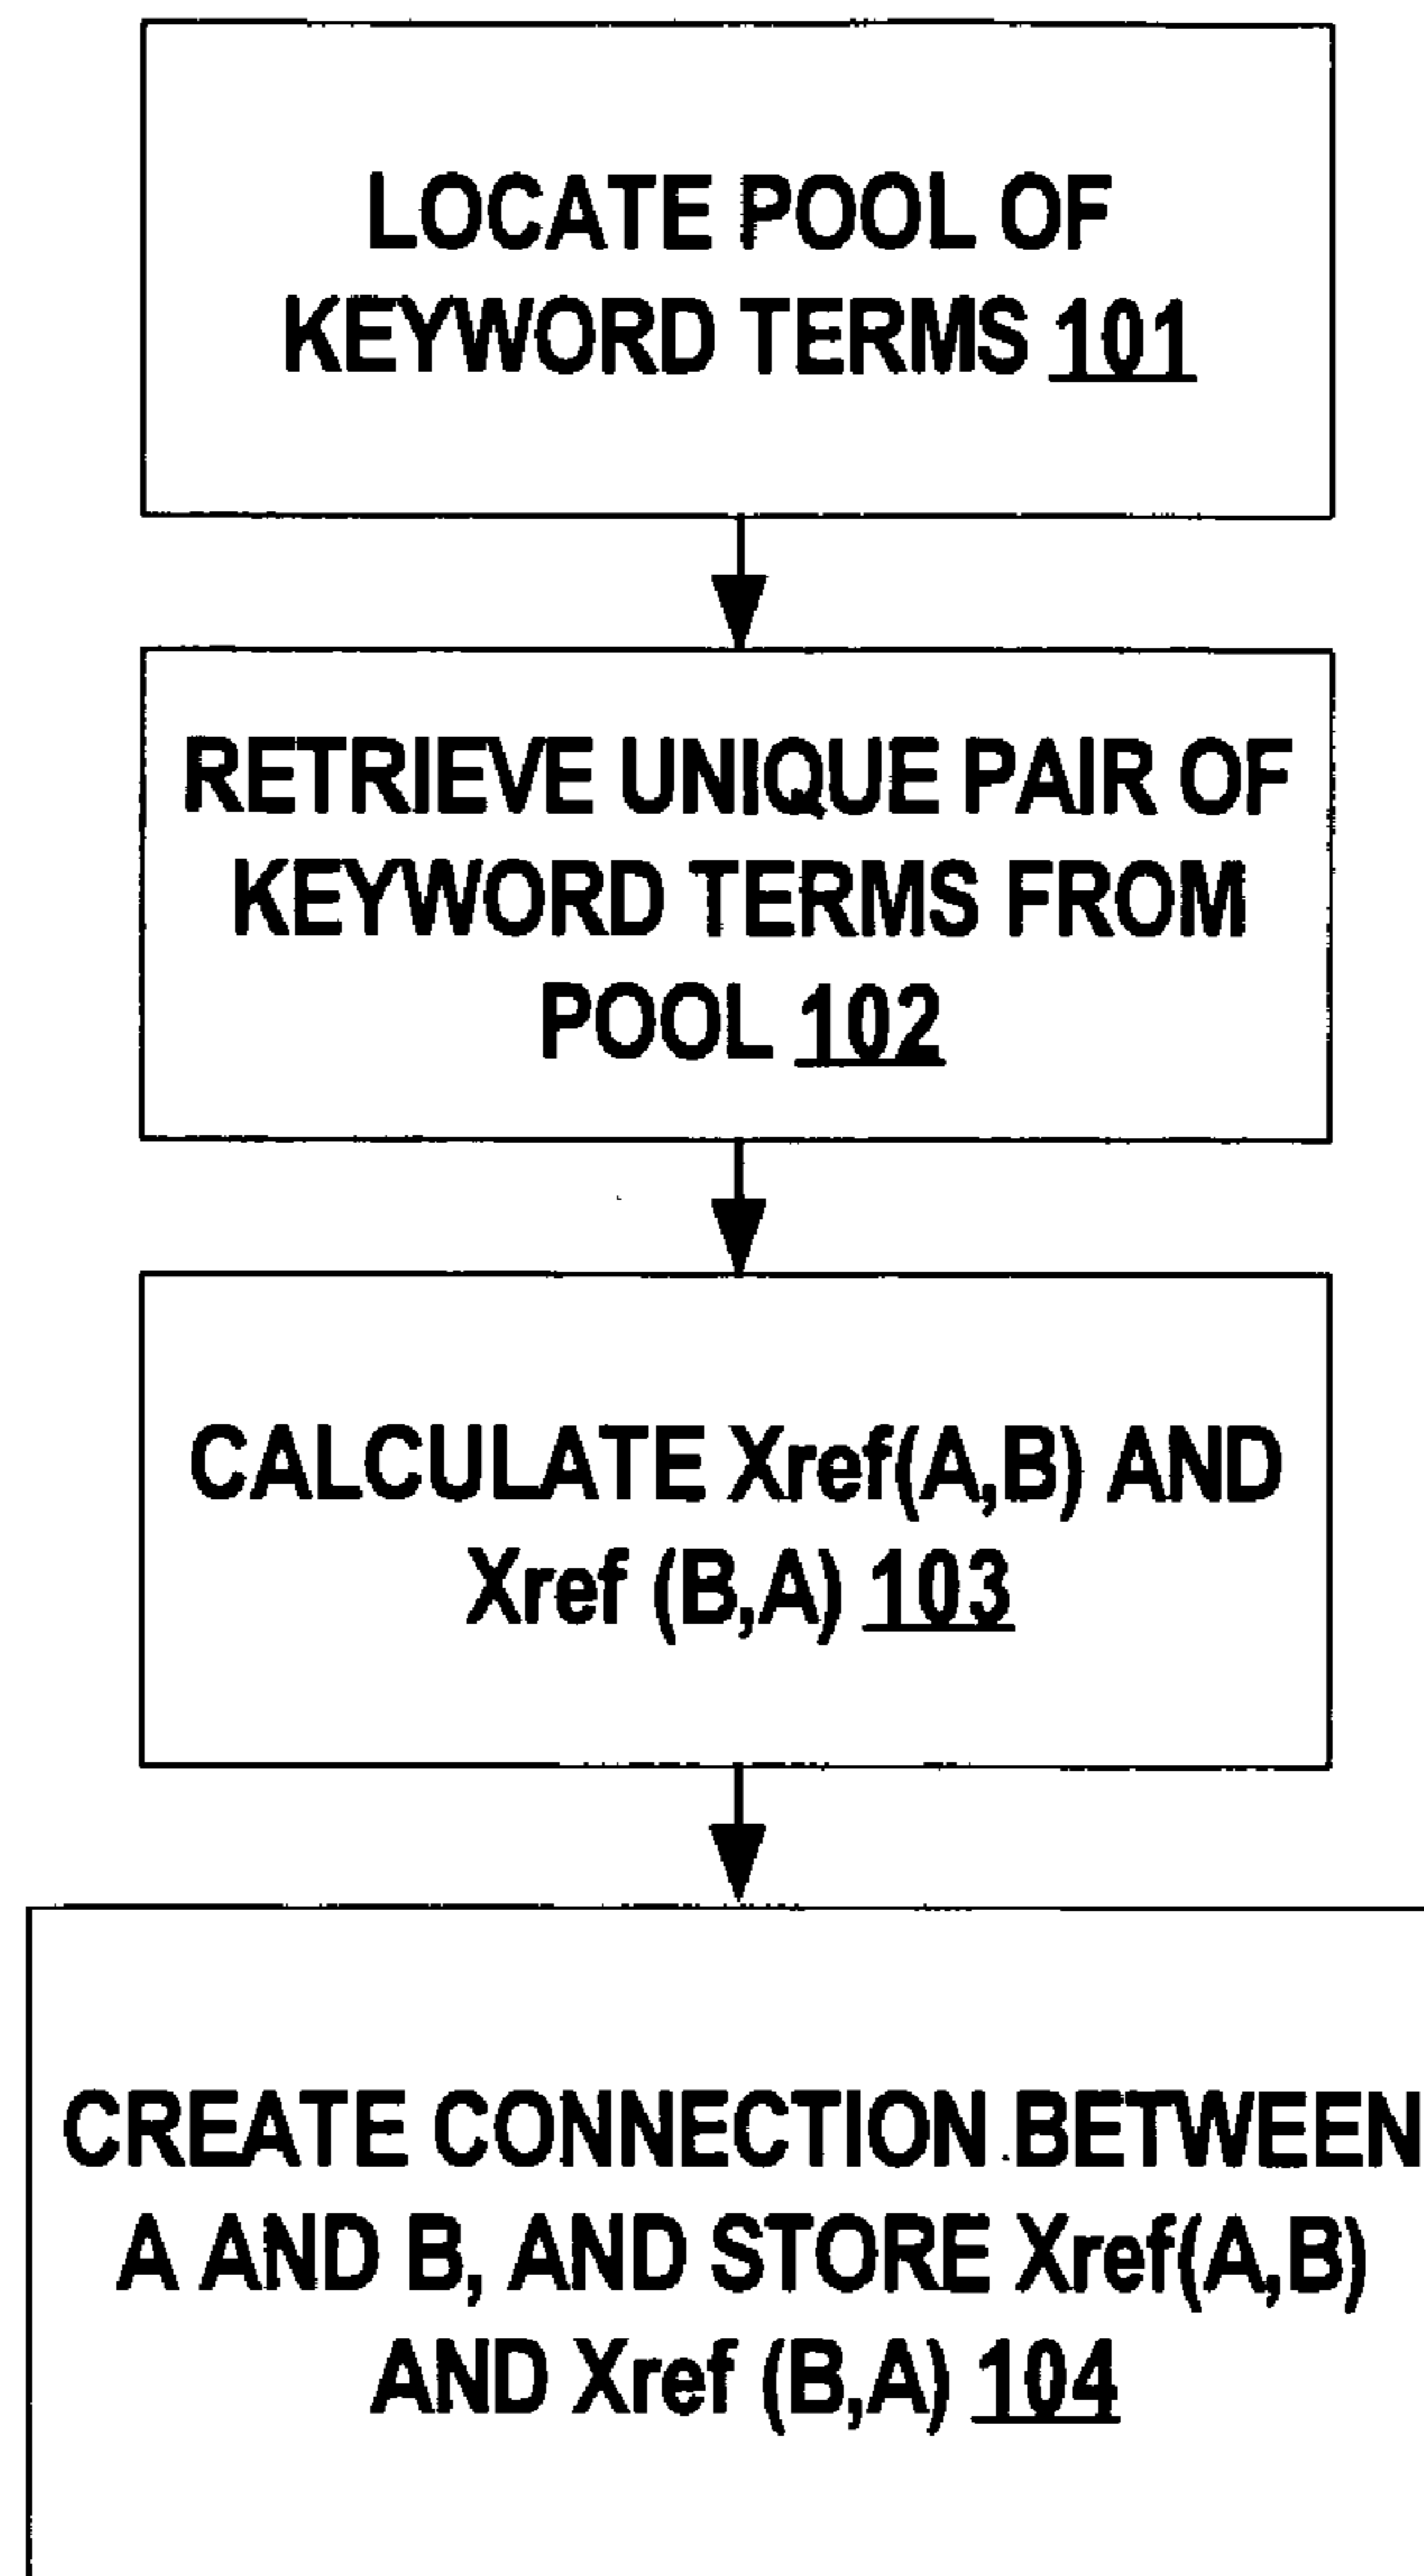 LOCATE POOL OF
KEYWORD TERMS 101
RETRIEVE UNIQUE PAIR OF
KEYWORD TERMS FROM
POOL 102
CALCULATE Xref(A,B) AND
Xref (B,A) 103
CREATE CONNECTION BETWEEN
A AND B, AND STORE Xref(A,B)
AND Xref (B,A) 104